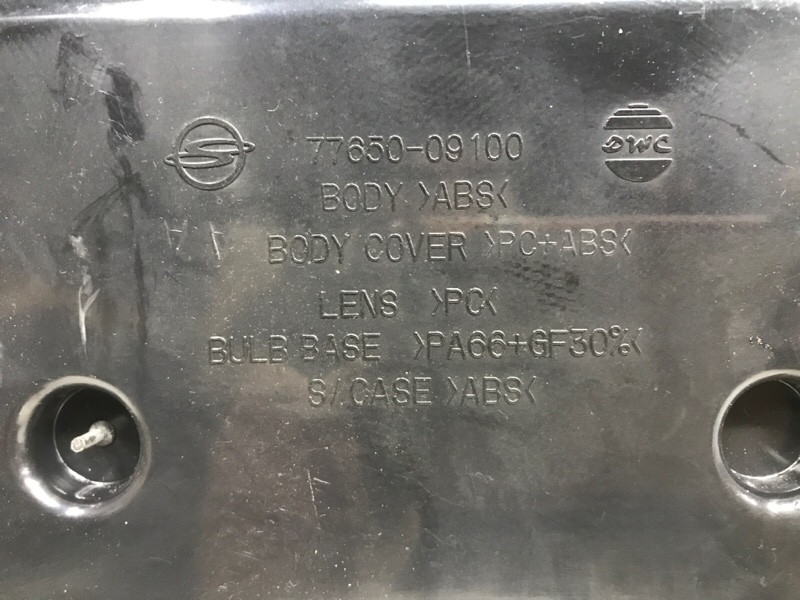 77650-09100
DWC
BODY >ABS<
BODY COVER >PC+ABS<
LENS >PC<
BULB BASE >PA66+GF30%<
S/.CASE >ABS<